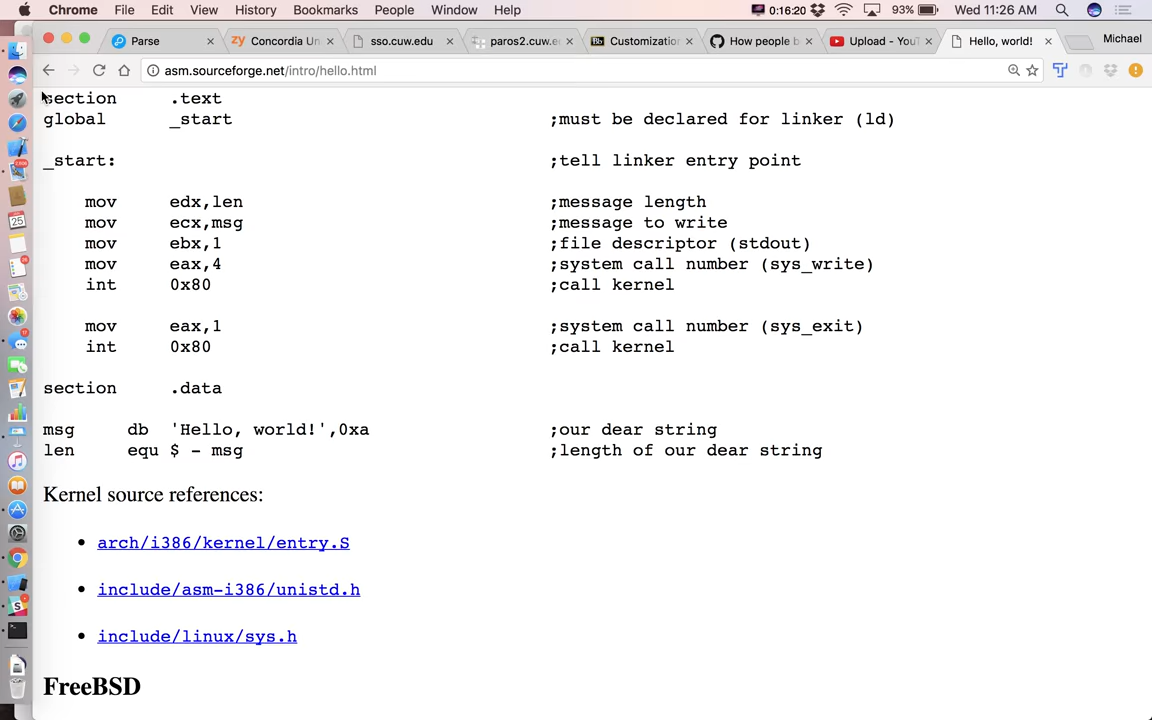 Chrome File Edit View History Bookmarks People Window Help 0:16:20 93% Wed 11:26 AM
Parse Concordia Un sso.cuw.edu paros2.cuw.e Customization How people b Upload - You Hello, world! Michael
asm.sourceforge.net/intro/hello.html
section .text
global _start ;must be declared for linker (ld)
_start: ;tell linker entry point
mov edx,len ;message length
mov ecx,msg ;message to write
mov ebx,1 ;file descriptor (stdout)
mov eax,4 ;system call number (sys_write)
int 0x80 ;call kernel
mov eax,1 ;system call number (sys_exit)
int 0x80 ;call kernel
section .data
msg db 'Hello, world!',0xa ;our dear string
len equ $ - msg ;length of our dear string
Kernel source references:
• arch/i386/kernel/entry.S
• include/asm-i386/unistd.h
• include/linux/sys.h
FreeBSD